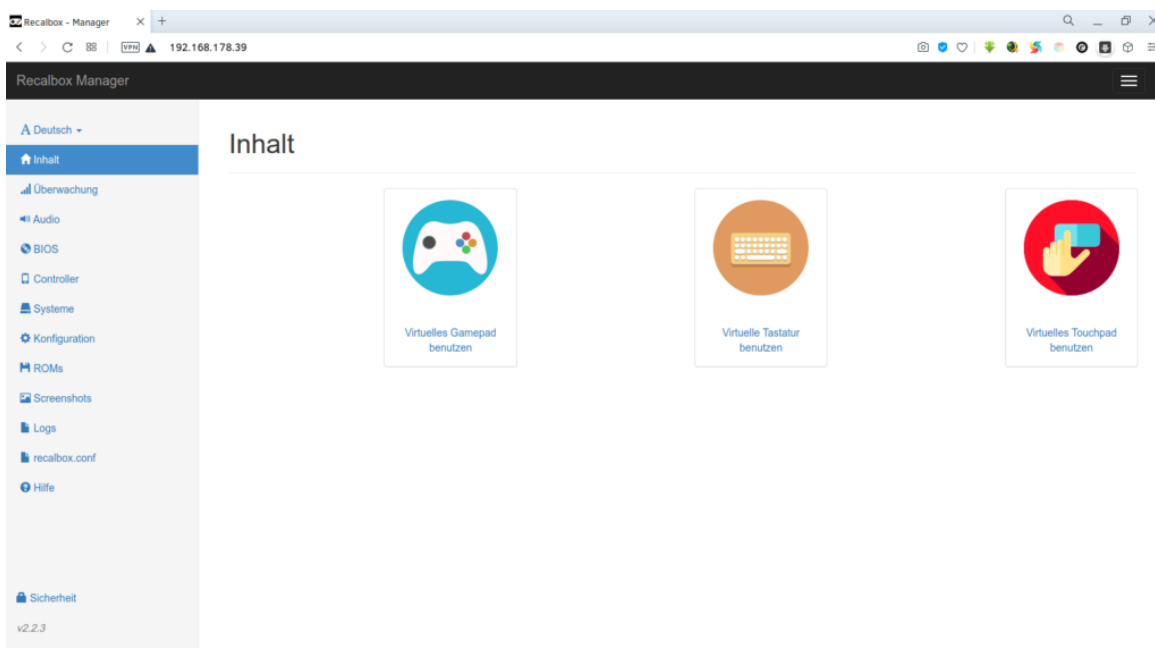 Recalbox - Manager
VPN 192.168.178.39
Recalbox Manager
A Deutsch
Inhalt
Überwachung
Audio
BIOS
Controller
Systeme
Konfiguration
ROMs
Screenshots
Logs
recalbox.conf
Hilfe
Sicherheit
v2.2.3
Inhalt
Virtuelles Gamepad
benutzen
Virtuelle Tastatur
benutzen
Virtuelles Touchpad
benutzen